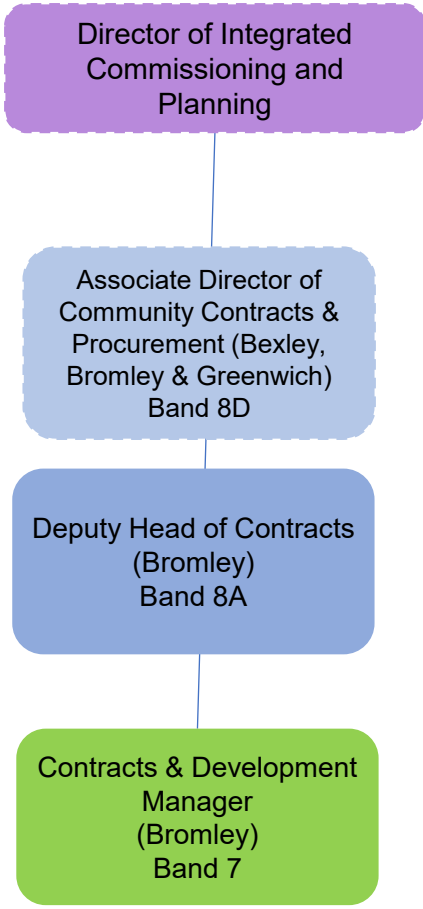 Director of Integrated
Commissioning and
Planning
Associate Director of
Community Contracts &
Procurement (Bexley,
Bromley & Greenwich)
Band 8D
Deputy Head of Contracts
(Bromley)
Band 8A
Contracts & Development
Manager
(Bromley)
Band 7